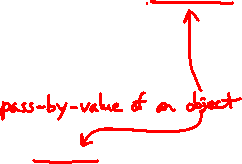 pass-by-value of an object